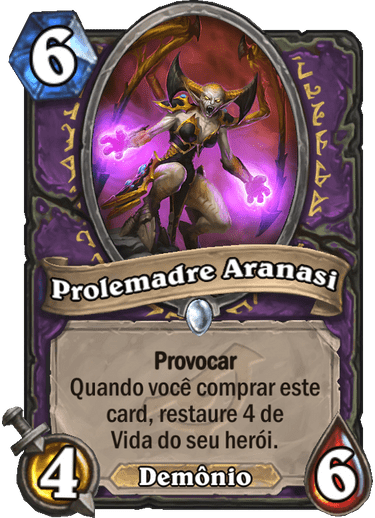 6
Prolemadre Aranasi
Provocar
Quando você comprar este
card, restaure 4 de
Vida do seu herói.
4
Demônio
6